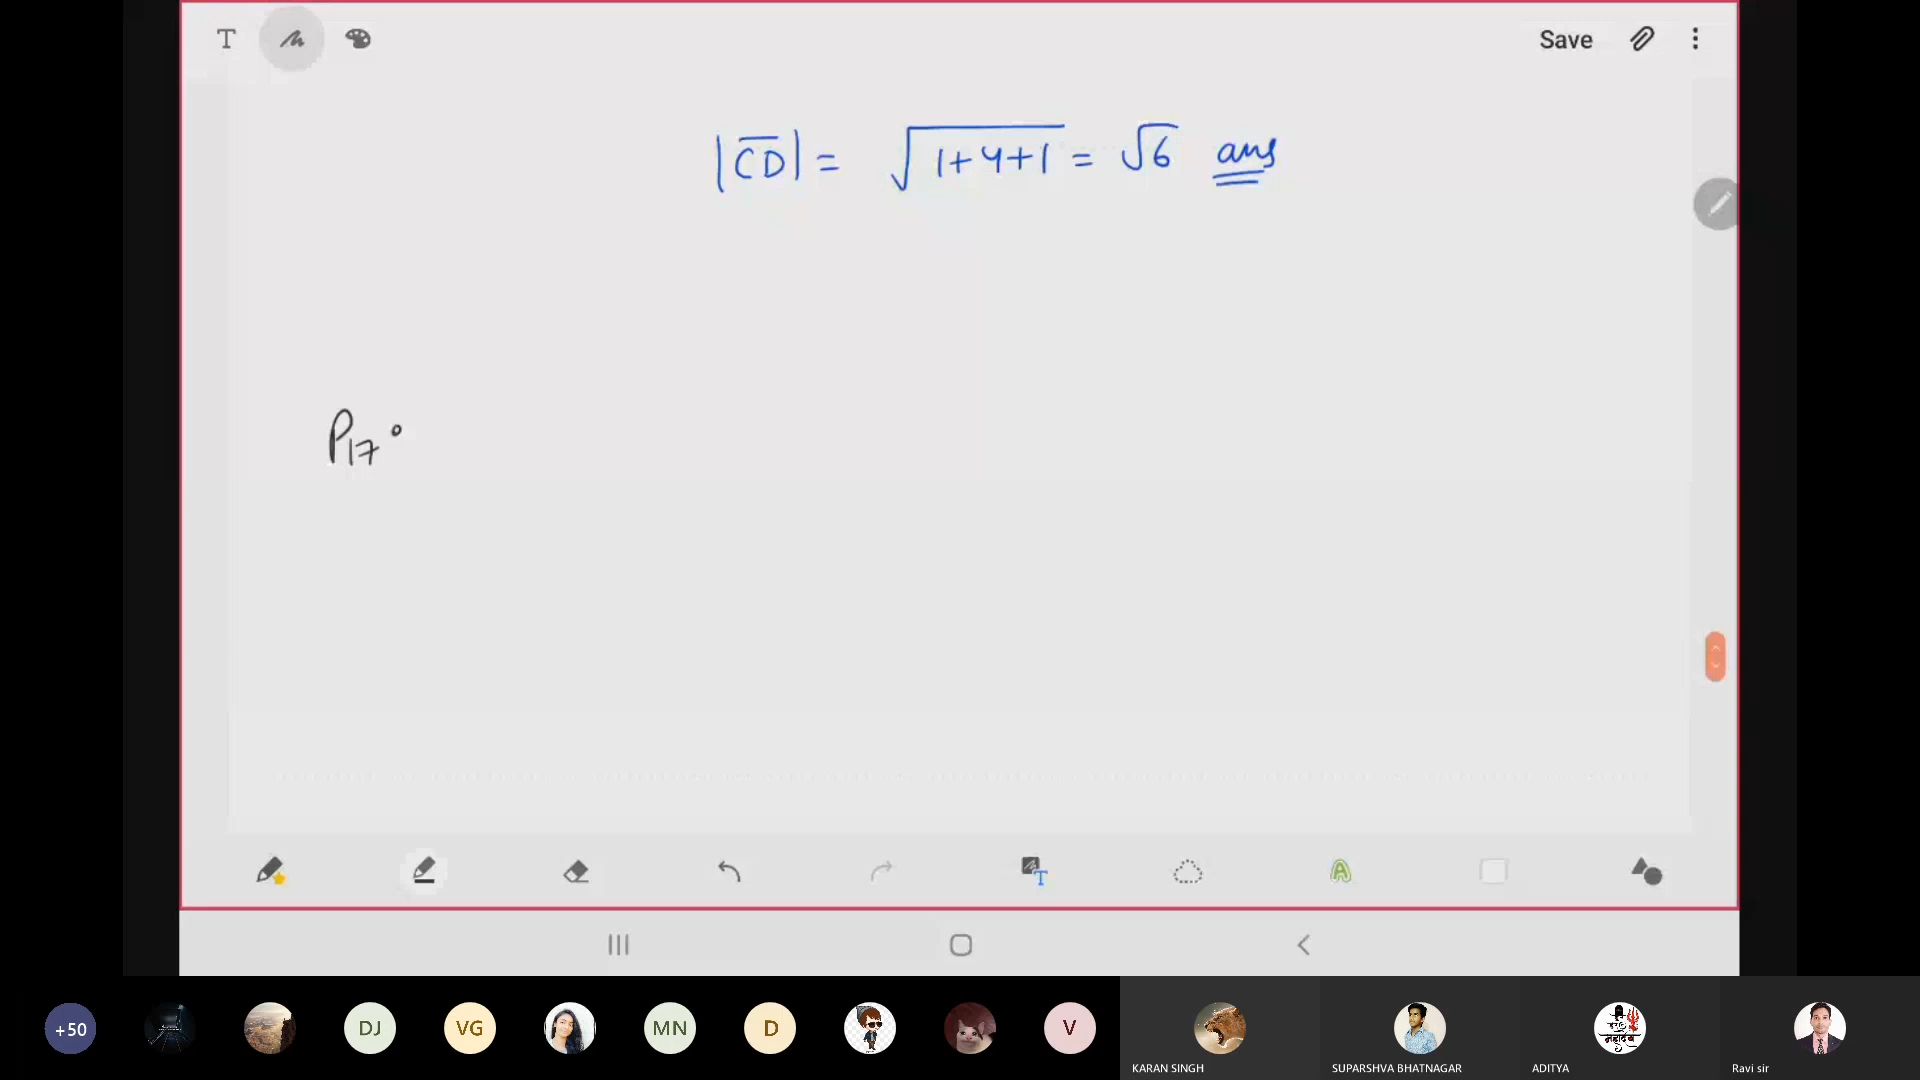 T Save
|CD̅| = √1+4+1 = √6 ans
P17 °
T
A
+50 DJ VG MN D V
KARAN SINGH SUPARSHVA BHATNAGAR ADITYA Ravi sir